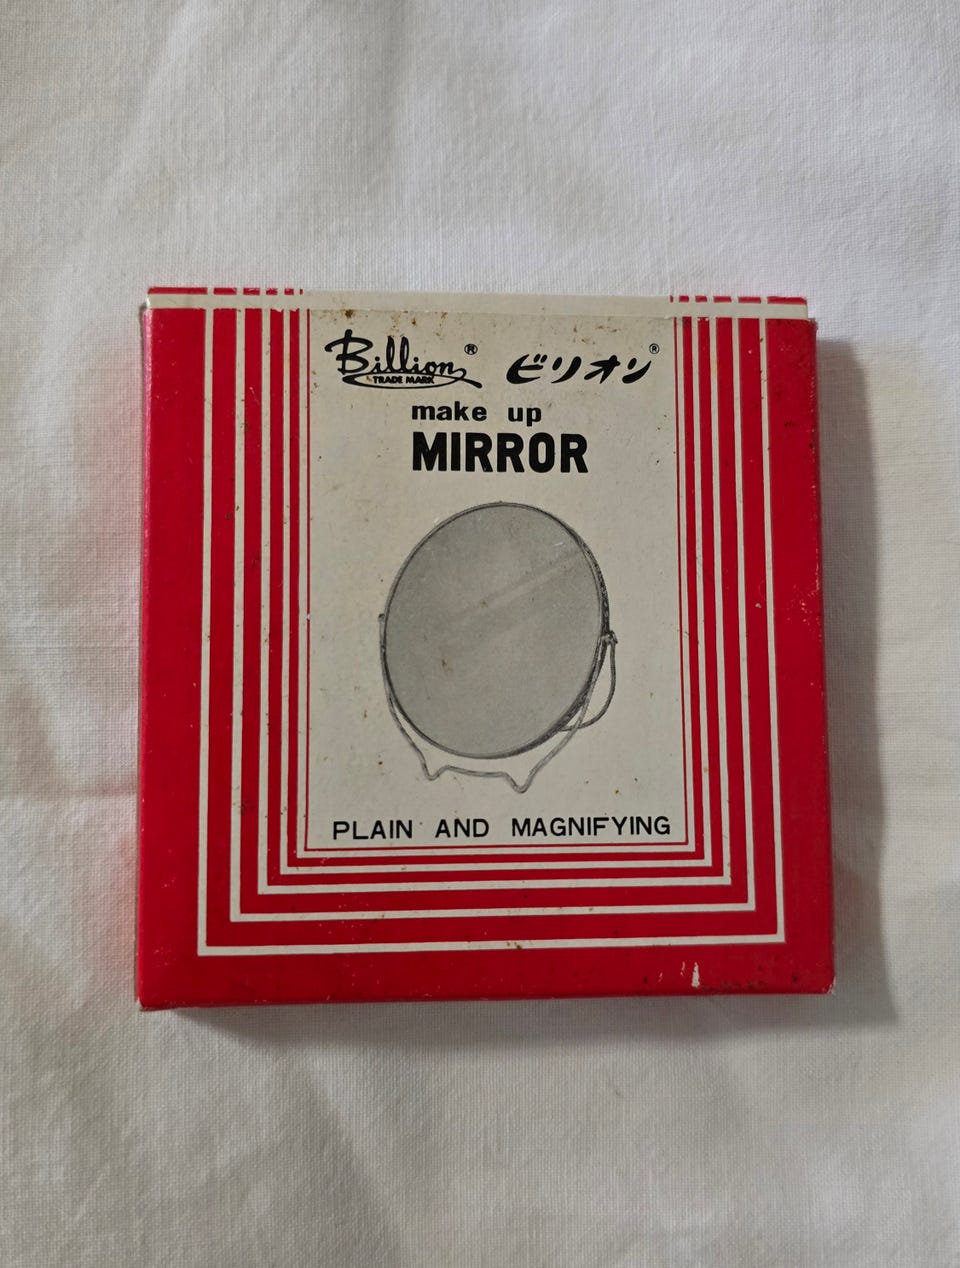 Billion® ビリオン®
TRADE MARK
make up
MIRROR
PLAIN AND MAGNIFYING